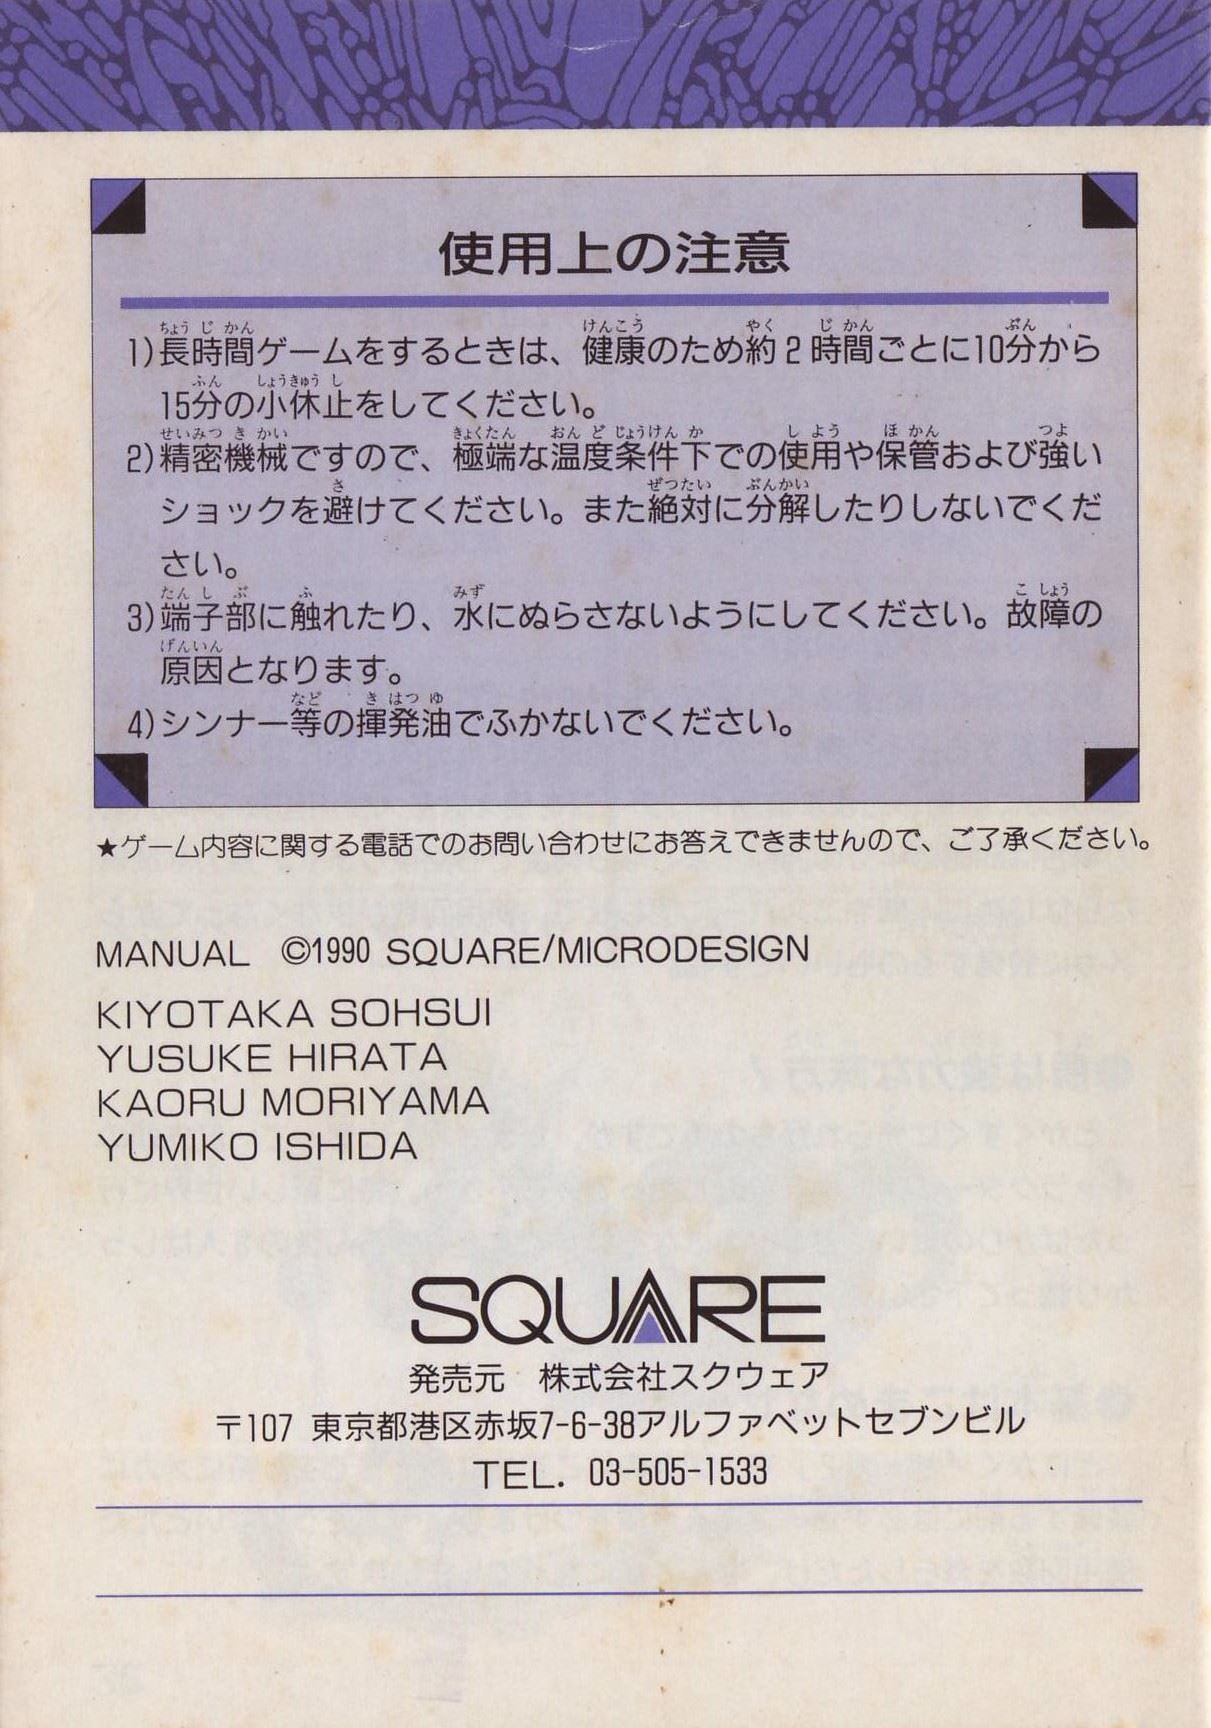 使用上の注意
1)長時間ゲームをするときは、健康のため約2時間ごとに10分から
15分の小休止をしてください。
2)精密機械ですので、極端な温度条件下での使用や保管および強い
ショックを避けてください。また絶対に分解したりしないでくだ
さい。
3)端子部に触れたり、水にぬらさないようにしてください。故障の
原因となります。
4)シンナー等の揮発油でふかないでください。
★ゲーム内容に関する電話でのお問い合わせにお答えできませんので、ご了承ください。
MANUAL ©1990 SQUARE/MICRODESIGN
KIYOTAKA SOHSUI
YUSUKE HIRATA
KAORU MORIYAMA
YUMIKO ISHIDA
SQUARE
発売元 株式会社スクウェア
〒107 東京都港区赤坂7-6-38アルファベットセブンビル
TEL. 03-505-1533